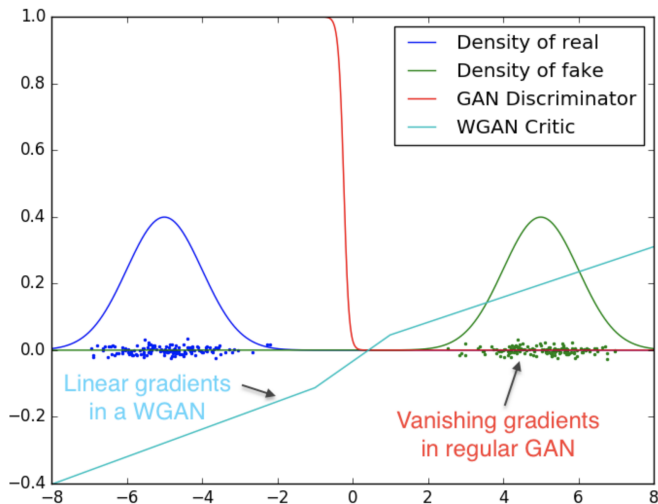 1.0
0.8
0.6
0.4
0.2
0.0
−0.2
−0.4
Density of real
Density of fake
GAN Discriminator
WGAN Critic
Linear gradients
in a WGAN
Vanishing gradients
in regular GAN
−8 −6 −4 −2 0 2 4 6 8